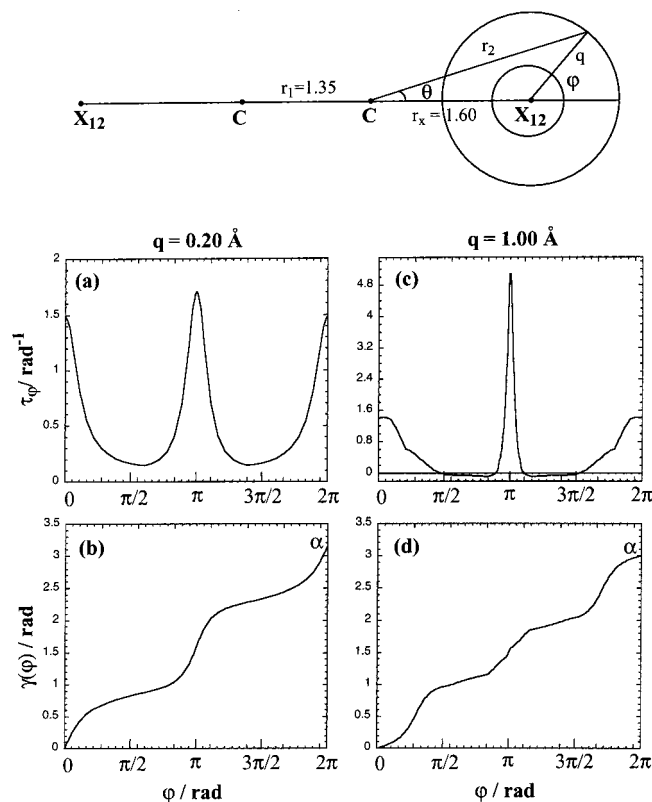 r₂
q
φ
θ
r₁=1.35
rₓ = 1.60
X₁₂
C
C
X₁₂
q = 0.20 Å
q = 1.00 Å
(a)
2
1.5
1
0.5
0
τφ/ rad⁻¹
0 π/2 π 3π/2 2π
(c)
4.8
4
3.2
2.4
1.6
0.8
0
0 π/2 π 3π/2 2π
(b)
α
3.5
3
2.5
2
1.5
1
0.5
0
γ(φ) / rad
0 π/2 π 3π/2 2π
φ / rad
(d)
α
3.5
3
2.5
2
1.5
1
0.5
0
0 π/2 π 3π/2 2π
φ / rad